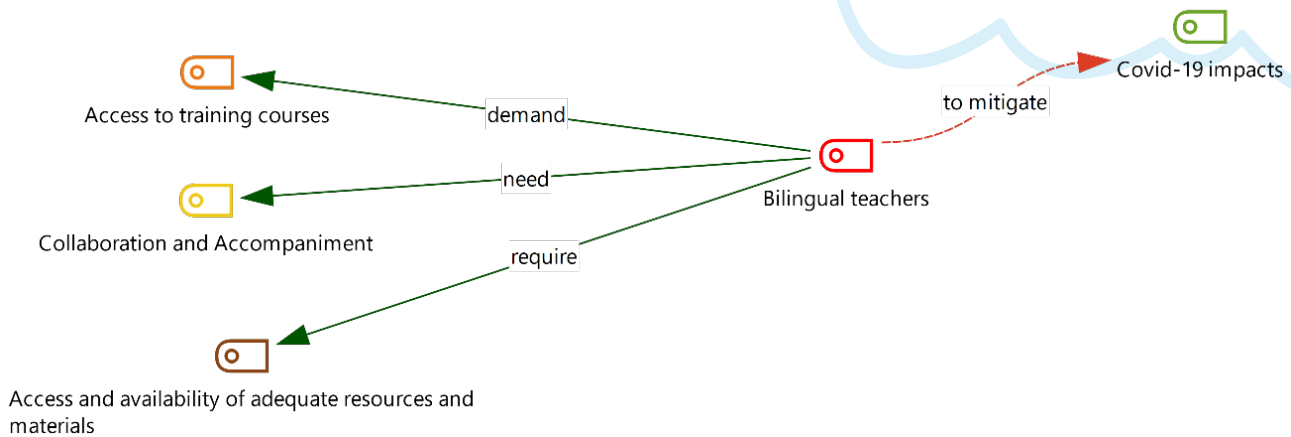 Covid-19 impacts
to mitigate
Access to training courses
demand
need
Bilingual teachers
Collaboration and Accompaniment
require
Access and availability of adequate resources and
materials